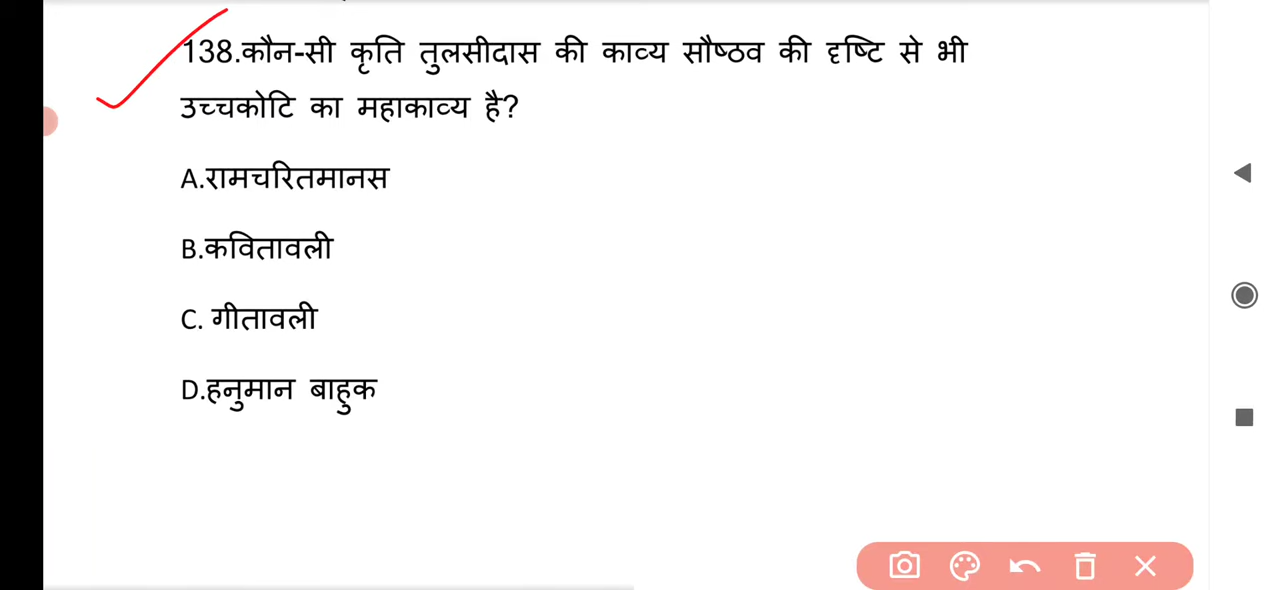 138.कौन-सी कृति तुलसीदास की काव्य सौष्ठव की दृष्टि से भी
उच्चकोटि का महाकाव्य है?
A.रामचरितमानस
B.कवितावली
C. गीतावली
D.हनुमान बाहुक